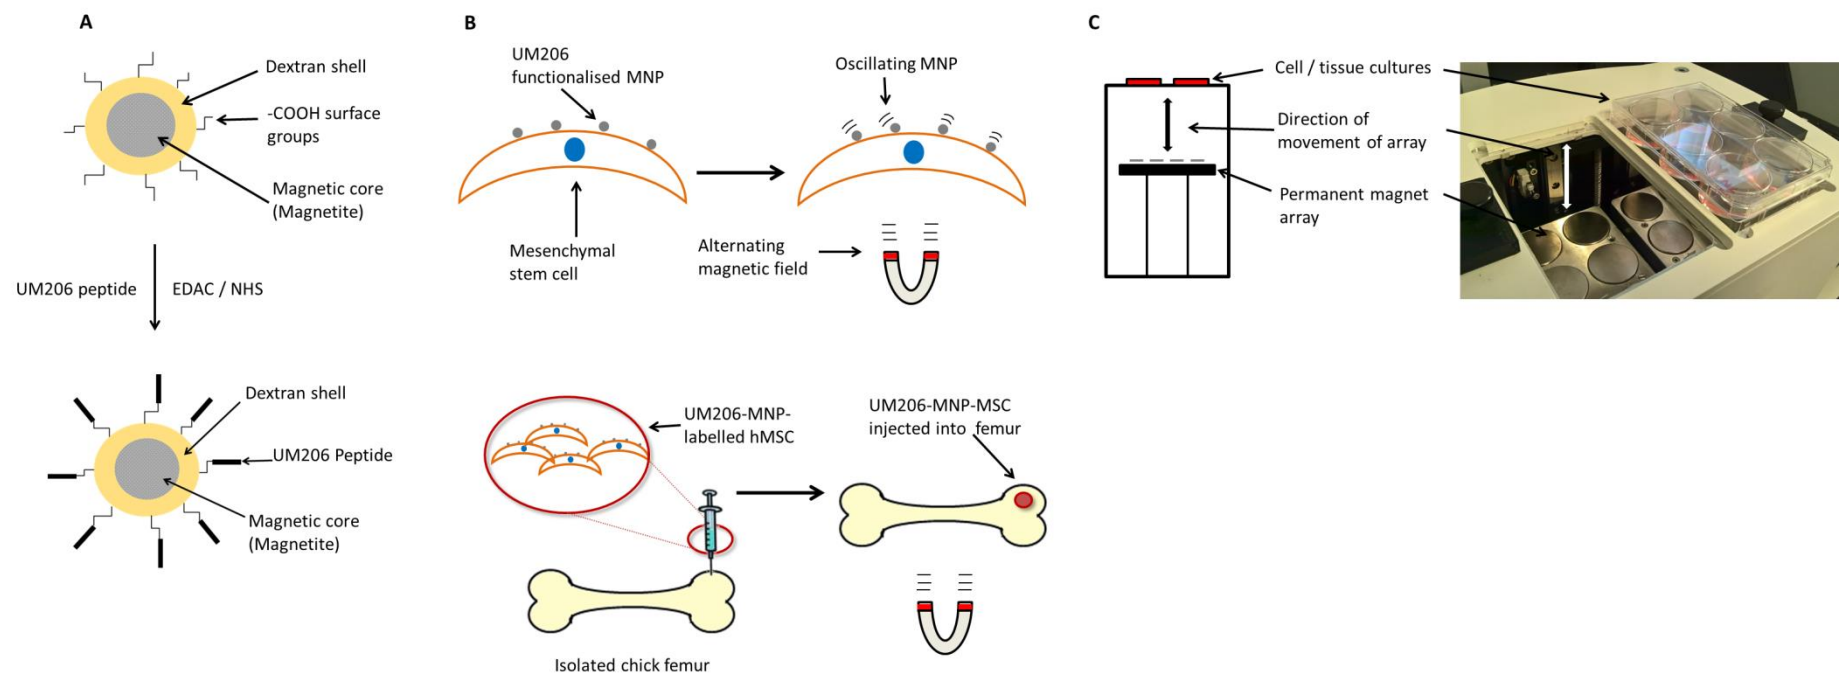 A
Dextran shell
-COOH surface
groups
Magnetic core
(Magnetite)
UM206 peptide
EDAC / NHS
Dextran shell
UM206 Peptide
Magnetic core
(Magnetite)
B
UM206
functionalised MNP
Oscillating MNP
Mesenchymal
stem cell
Alternating
magnetic field
UM206-MNP-
labelled hMSC
UM206-MNP-MSC
injected into femur
Isolated chick femur
C
Cell / tissue cultures
Direction of
movement of array
Permanent magnet
array